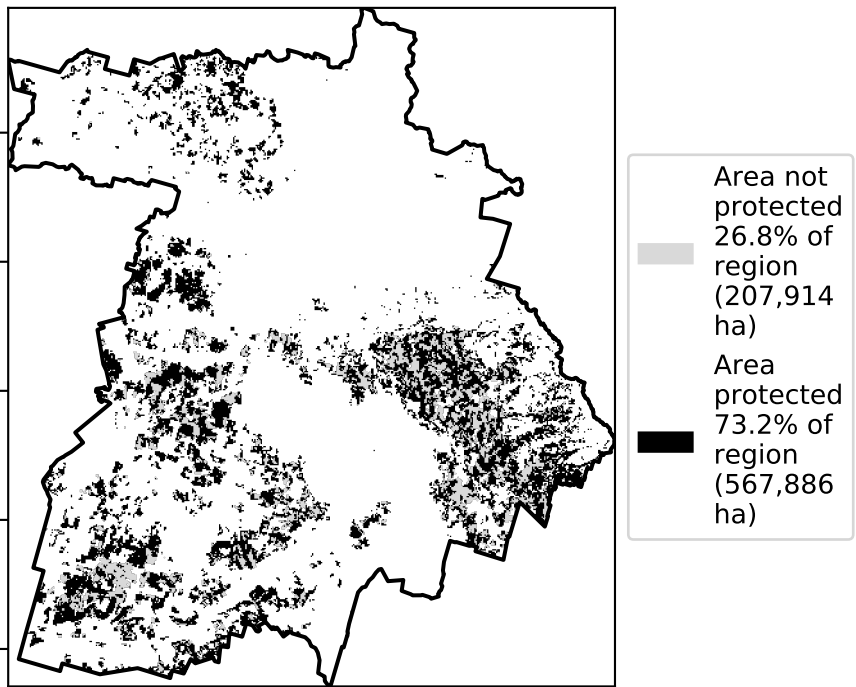 Area not
protected
26.8% of
region
(207,914
ha)
Area
protected
73.2% of
region
(567,886
ha)